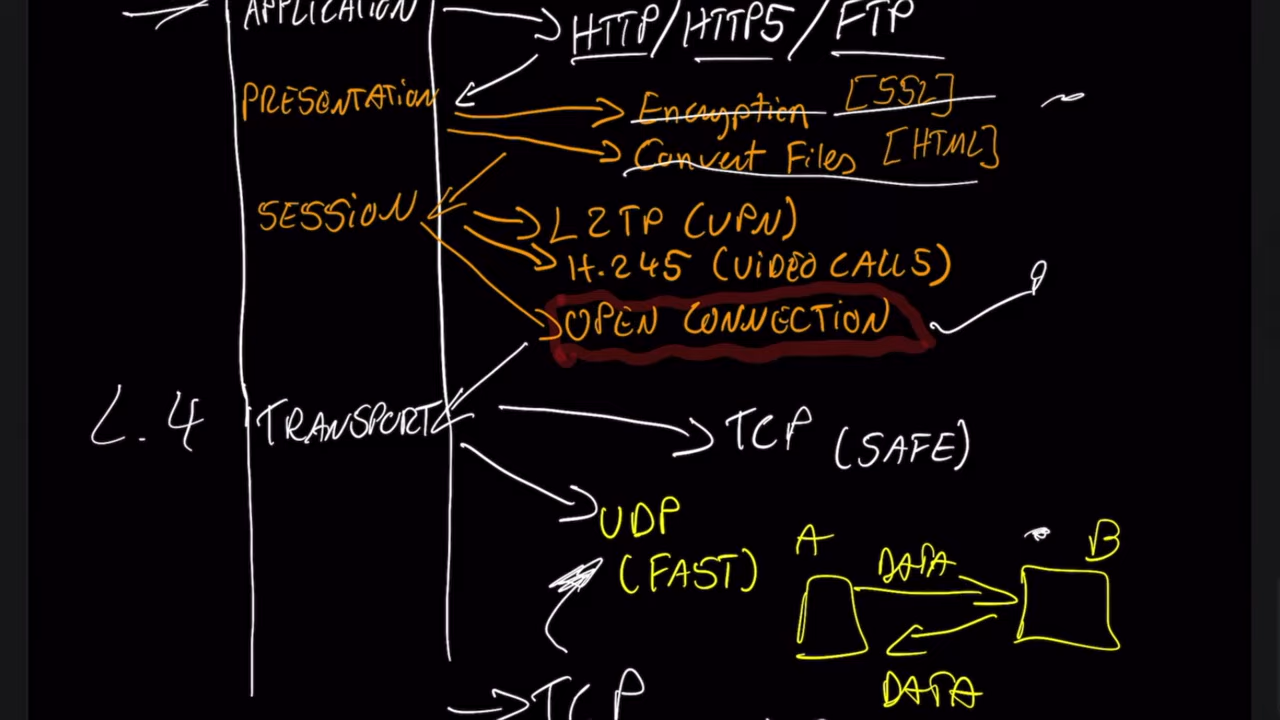 APPLICATION HTTP/HTTPS/FTP
PRESENTATION Encryption [SSL]
Convert Files [HTML]
SESSION L2TP (VPN)
H.245 (VIDEO CALLS)
OPEN CONNECTION
L.4 TRANSPORT TCP (SAFE)
UDP
(FAST)
A DATA B
DATA
TCP